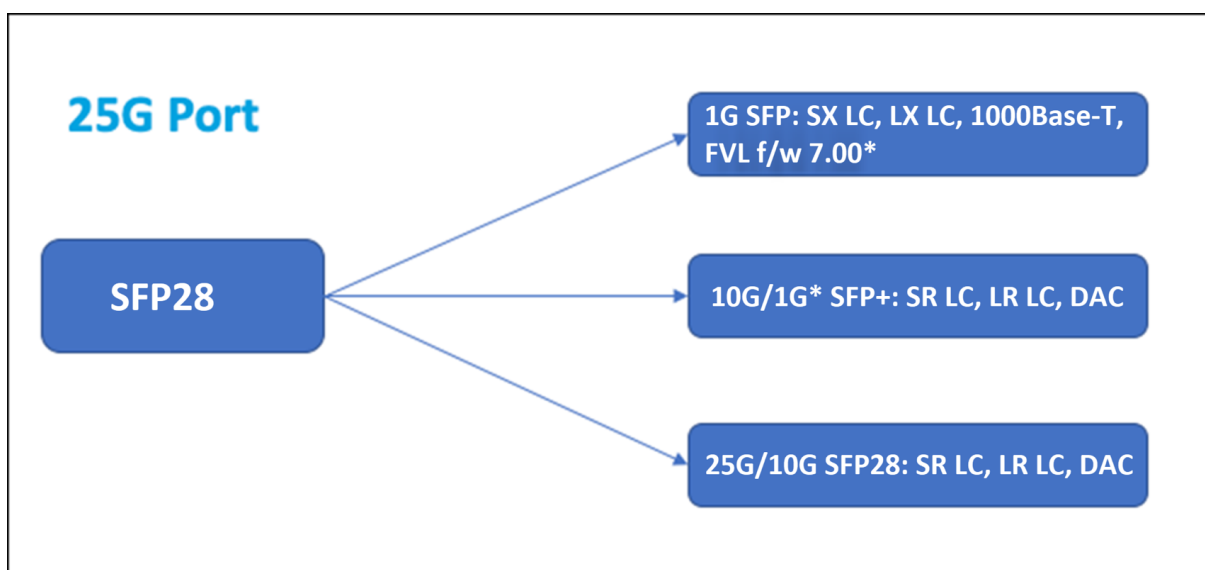 25G Port
1G SFP: SX LC, LX LC, 1000Base-T,
FVL f/w 7.00*
SFP28
10G/1G* SFP+: SR LC, LR LC, DAC
25G/10G SFP28: SR LC, LR LC, DAC